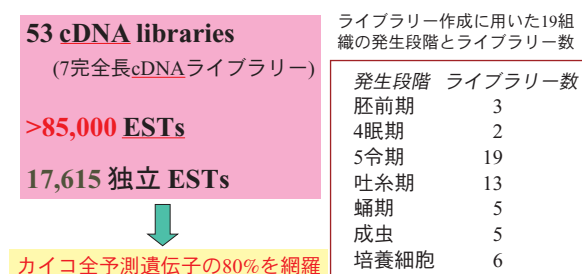 53 cDNA libraries
(7完全長cDNAライブラリー)
>85,000 ESTs
17,615 独立 ESTs
カイコ全予測遺伝子の80%を網羅
ライブラリー作成に用いた19組
織の発生段階とライブラリー数
発生段階 ライブラリー数
胚前期 3
4眠期 2
5令期 19
吐糸期 13
蛹期 5
成虫 5
培養細胞 6